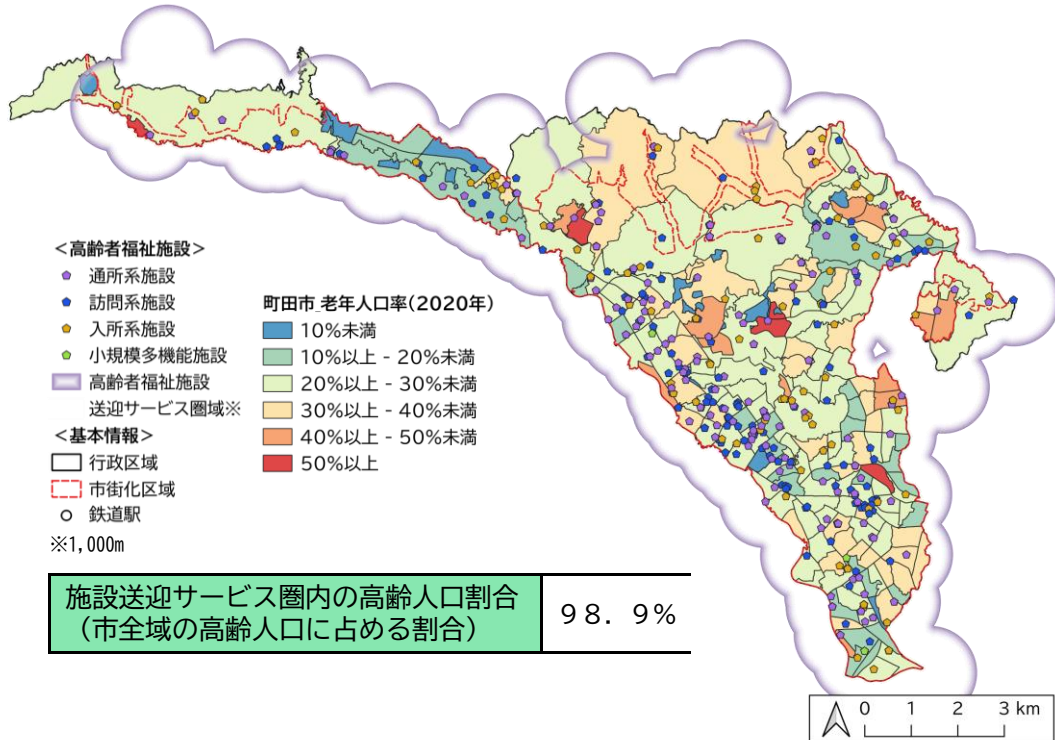 <高齢者福祉施設>
通所系施設
訪問系施設
入所系施設
小規模多機能施設
高齢者福祉施設
送迎サービス圏域※
<基本情報>
行政区域
市街化区域
鉄道駅
※1,000m
町田市_老年人口率(2020年)
10%未満
10%以上 - 20%未満
20%以上 - 30%未満
30%以上 - 40%未満
40%以上 - 50%未満
50%以上
施設送迎サービス圏内の高齢人口割合
(市全域の高齢人口に占める割合)
98.9%
0 1 2 3 km